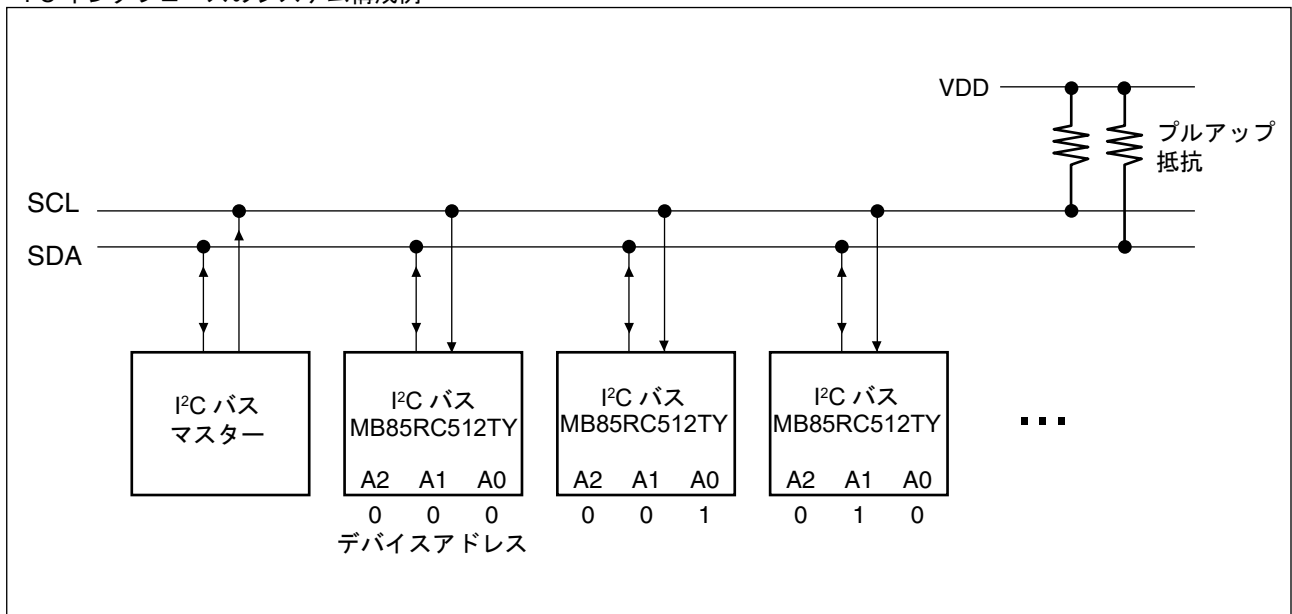 VDD
プルアップ
抵抗
SCL
SDA
I²C バス
マスター
I²C バス
MB85RC512TY
A2 A1 A0
0 0 0
デバイスアドレス
I²C バス
MB85RC512TY
A2 A1 A0
0 0 1
I²C バス
MB85RC512TY
A2 A1 A0
0 1 0
...